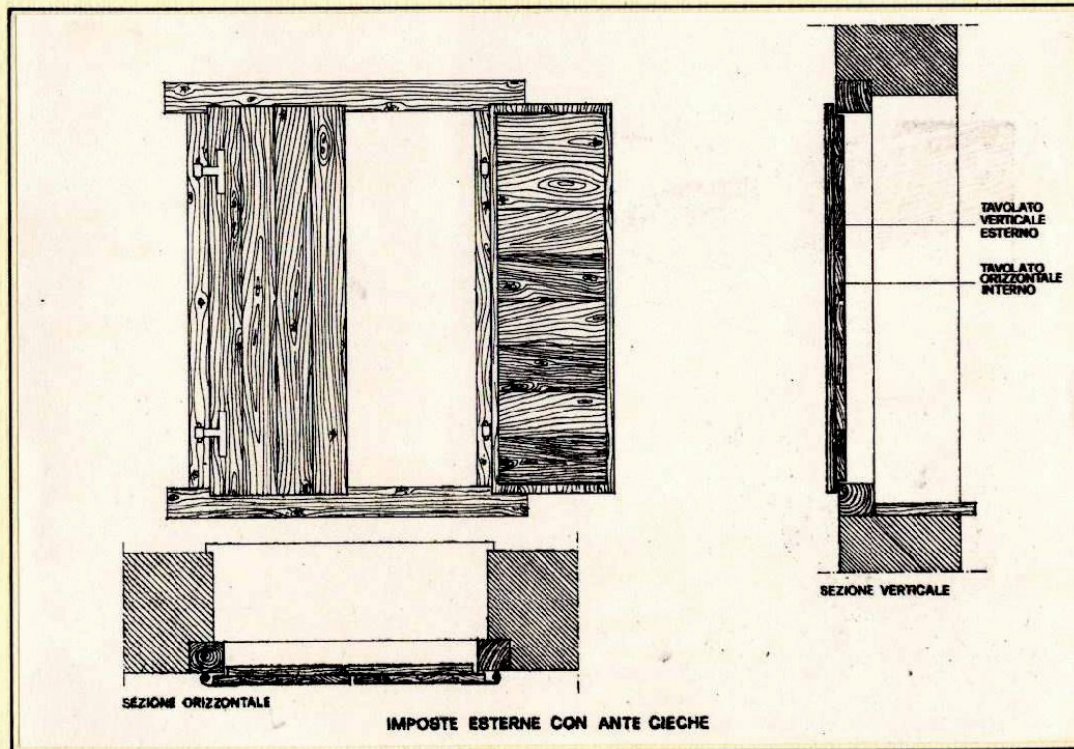 TAVOLATO
VERTICALE
ESTERNO
TAVOLATO
ORIZZONTALE
INTERNO
SEZIONE VERTICALE
SEZIONE ORIZZONTALE
IMPOSTE ESTERNE CON ANTE CIECHE